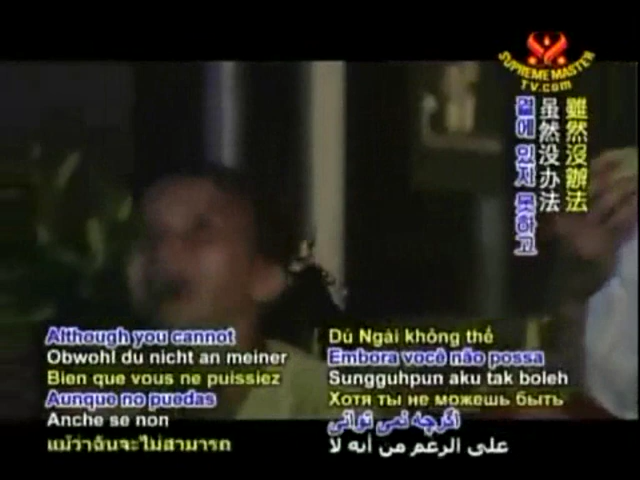 SUPREME MASTER
TV.com
雖然沒辦法
虽然没办法
곁에 있지 못하고
Although you cannot
Obwohl du nicht an meiner
Bien que vous ne puissiez
Aunque no puedas
Anche se non
แม้ว่าฉันจะไม่สามารถ
Dù Ngài không thể
Embora você não possa
Sungguhpun aku tak boleh
Хотя ты не можешь быть
اگرچه نمی توانی
على الرغم من أنه لا